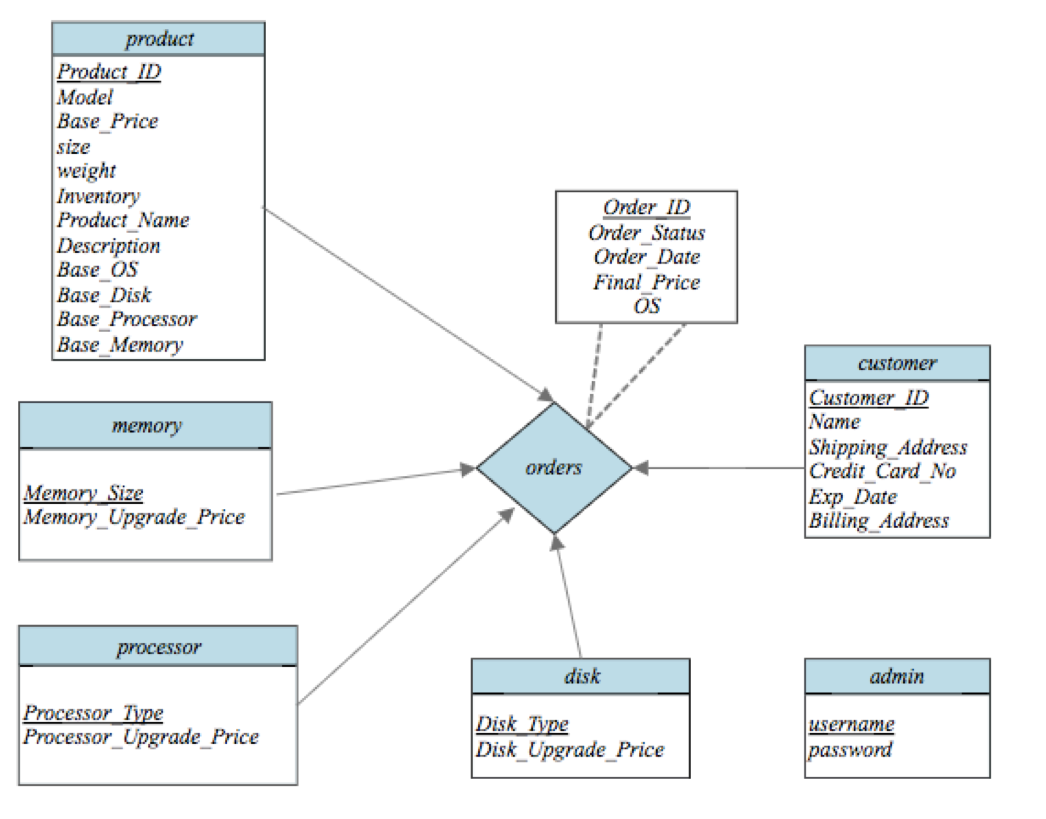 product
Product_ID
Model
Base_Price
size
weight
Inventory
Product_Name
Description
Base_OS
Base_Disk
Base_Processor
Base_Memory
Order_ID
Order_Status
Order_Date
Final_Price
OS
customer
Customer_ID
Name
Shipping_Address
Credit_Card_No
Exp_Date
Billing_Address
memory
Memory_Size
Memory_Upgrade_Price
orders
processor
Processor_Type
Processor_Upgrade_Price
disk
Disk_Type
Disk_Upgrade_Price
admin
username
password